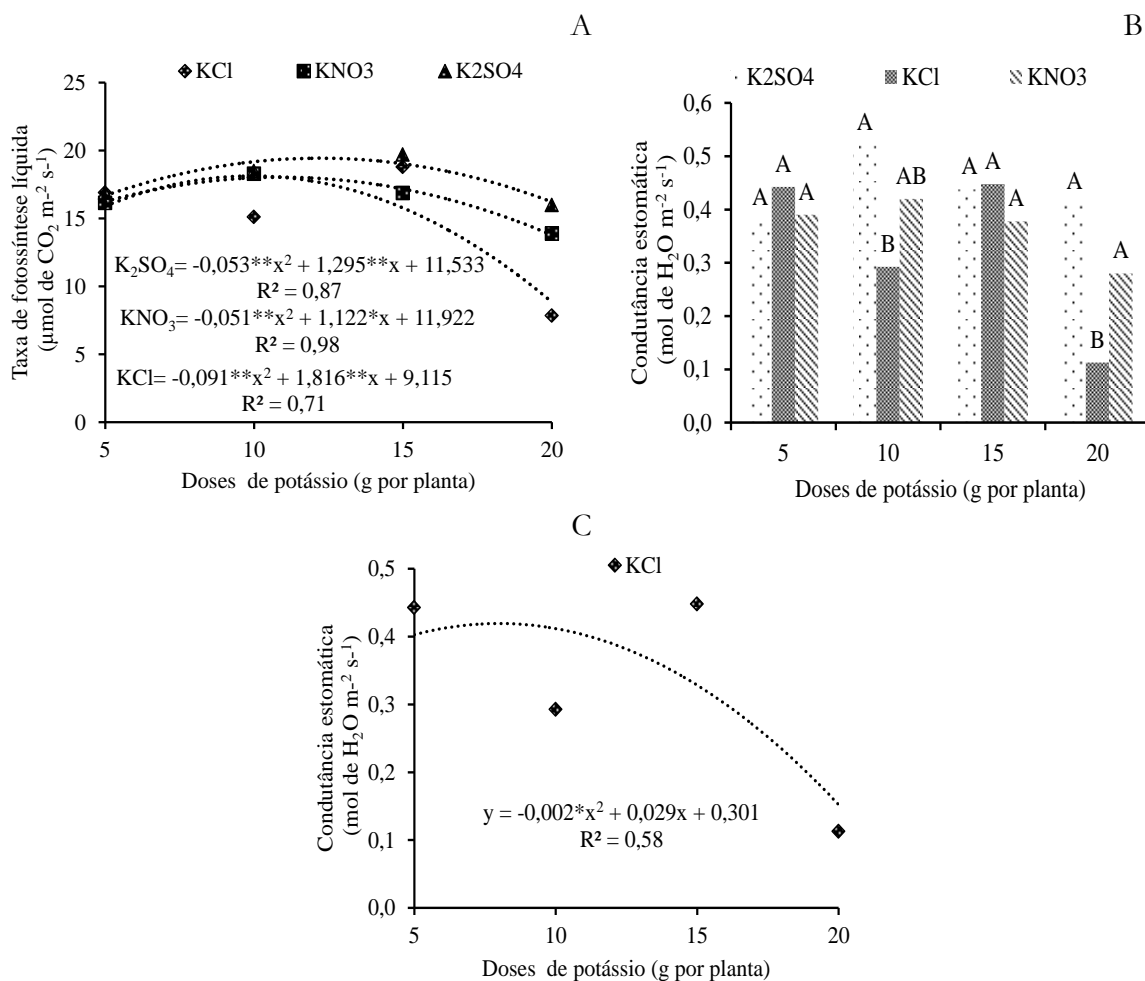 A
KCl KNO3 K2SO4
Taxa de fotossíntese líquida
(µmol de CO₂ m-² s-¹)
25
20
15
10
5
0
K₂SO₄= -0,053**x² + 1,295**x + 11,533
R² = 0,87
KNO₃= -0,051**x² + 1,122*x + 11,922
R² = 0,98
KCl= -0,091**x² + 1,816**x + 9,115
R² = 0,71
5 10 15 20
Doses de potássio (g por planta)
B
K2SO4 KCl KNO3
Condutância estomática
(mol de H₂O m-² s-¹)
0,6
0,5
0,4
0,3
0,2
0,1
0,0
A A A
A B AB
A A A
A B A
5 10 15 20
Doses de potássio (g por planta)
C
KCl
Condutância estomática
(mol de H₂O m-² s-¹)
0,5
0,4
0,3
0,2
0,1
0,0
y = -0,002*x² + 0,029x + 0,301
R² = 0,58
5 10 15 20
Doses de potássio (g por planta)